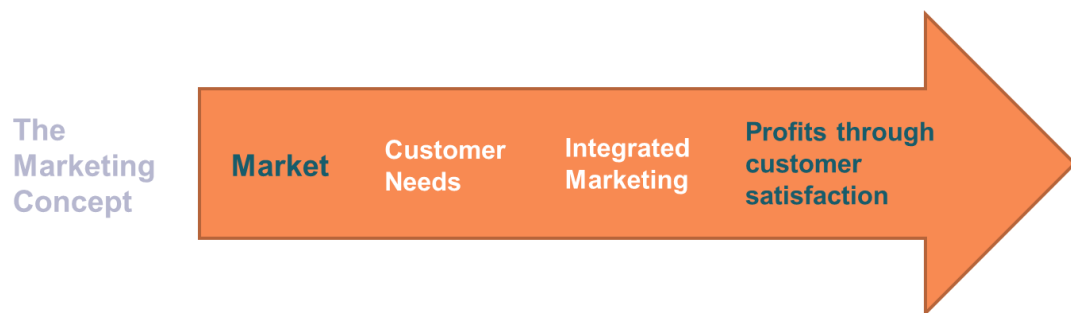 The
Marketing
Concept
Market
Customer
Needs
Integrated
Marketing
Profits through
customer
satisfaction